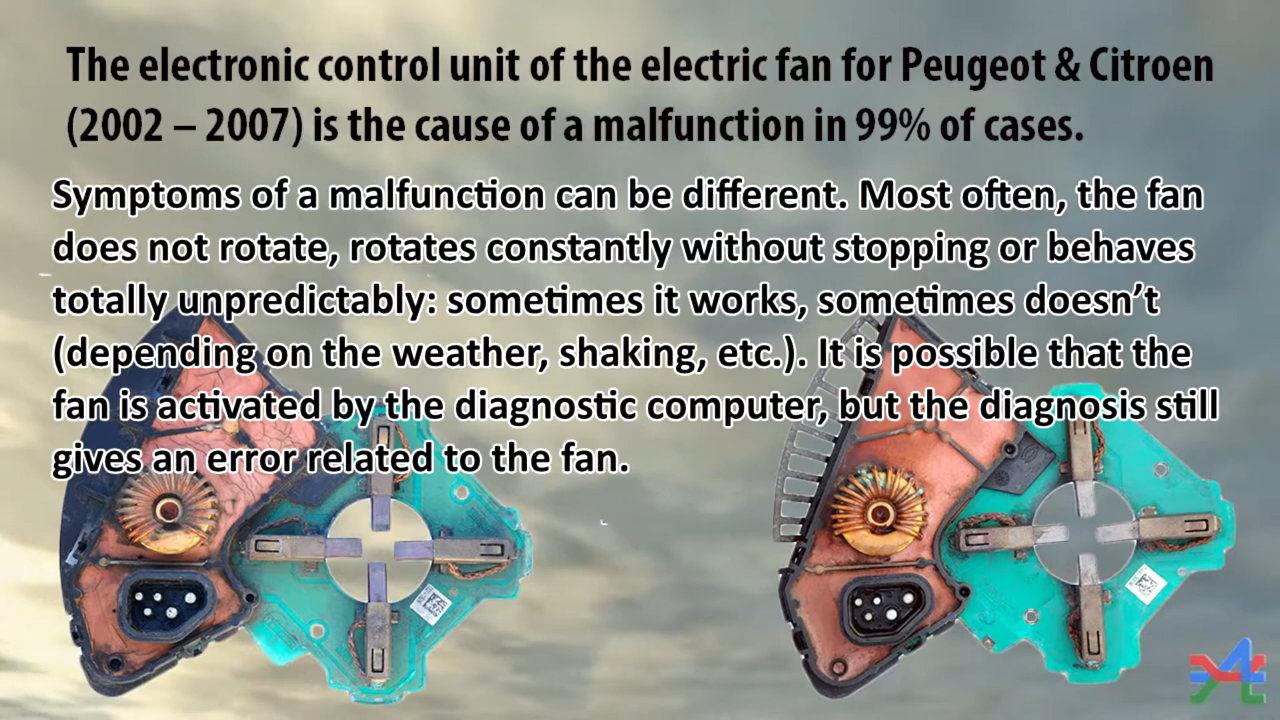 The electronic control unit of the electric fan for Peugeot & Citroen
(2002 – 2007) is the cause of a malfunction in 99% of cases.
Symptoms of a malfunction can be different. Most often, the fan
does not rotate, rotates constantly without stopping or behaves
totally unpredictably: sometimes it works, sometimes doesn’t
(depending on the weather, shaking, etc.). It is possible that the
fan is activated by the diagnostic computer, but the diagnosis still
gives an error related to the fan.